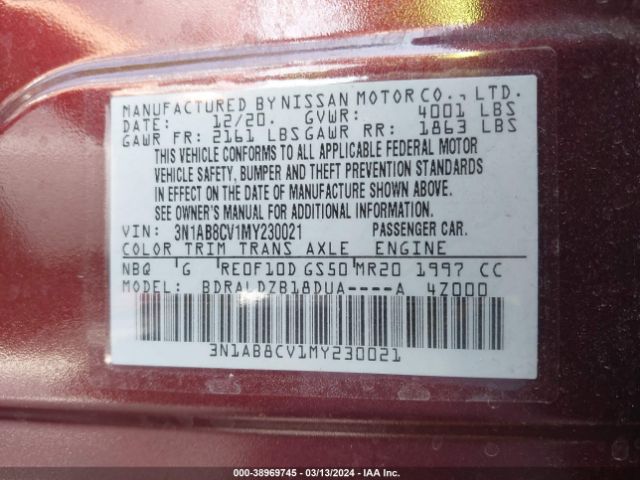 MANUFACTURED BY NISSAN MOTOR CO., LTD.
DATE: 12/20. GVWR: 4001 LBS
GAWR FR: 2161 LBS GAWR RR: 1863 LBS
THIS VEHICLE CONFORMS TO ALL APPLICABLE FEDERAL MOTOR
VEHICLE SAFETY, BUMPER AND THEFT PREVENTION STANDARDS
IN EFFECT ON THE DATE OF MANUFACTURE SHOWN ABOVE.
SEE OWNER'S MANUAL FOR ADDITIONAL INFORMATION.
VIN: 3N1AB8CV1MY230021 PASSENGER CAR.
COLOR TRIM TRANS AXLE ENGINE
NBQ G RE0F10D GS50 MR20 1997 CC
MODEL: BDRALDZB18DUA----A 4Z000
3N1AB8CV1MY230021
000-38969745 - 03/13/2024 - IAA Inc.